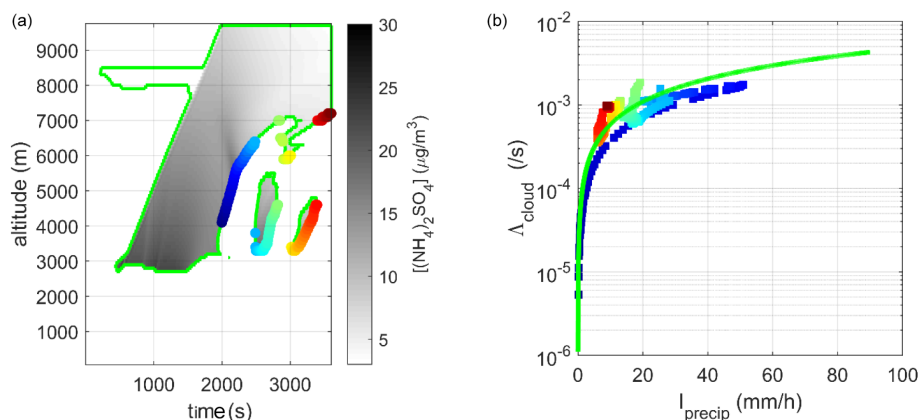 (a)
9000
8000
7000
6000
5000
4000
3000
2000
1000
altitude (m)
1000 2000 3000
time (s)
30
25
20
15
10
5
[(NH4)2SO4] (μg/m3)
(b)
10-2
10-3
10-4
10-5
10-6
Λcloud (/s)
0 20 40 60 80 100
Iprecip (mm/h)